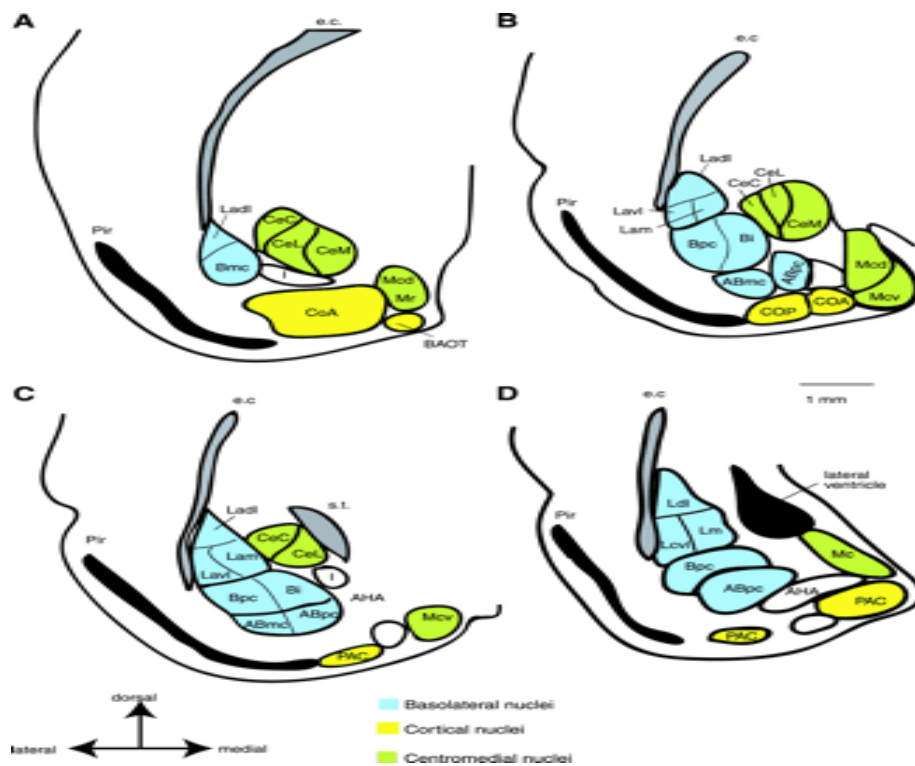 A
e.c.
Ladl
Pir
CeC
CeL
CeM
Bmc
I
Mod
Mr
CoA
BAOT
B
e.c
Ladl
CeL
CeC
Lavl
CeM
Lam
Pir
Bpc
Bi
ABmc
ABpc
Mod
Mcv
COP
COA
C
e.c
Ladl
s.t.
Pir
CeC
CeL
Lam
Lavl
I
Bpc
Bi
AHA
ABpc
ABmc
Mcv
PAC
D
1 mm
e.c
lateral
ventricle
Ldl
Pir
Lm
Lcvl
Mc
Bpc
ABpc
AHA
PAC
PAC
dorsal
lateral
medial
Basolateral nuclei
Cortical nuclei
Centromedial nuclei